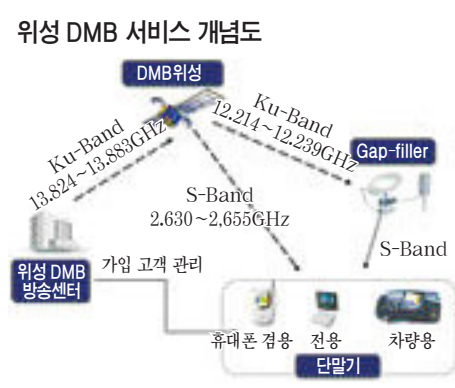 위성 DMB 서비스 개념도
DMB위성
Ku-Band
13.824~13.883GHz
Ku-Band
12.214~12.239GHz
Gap-filler
S-Band
2.630~2,655GHz
S-Band
위성 DMB
방송센터
가입 고객 관리
휴대폰 겸용 전용 차량용
단말기